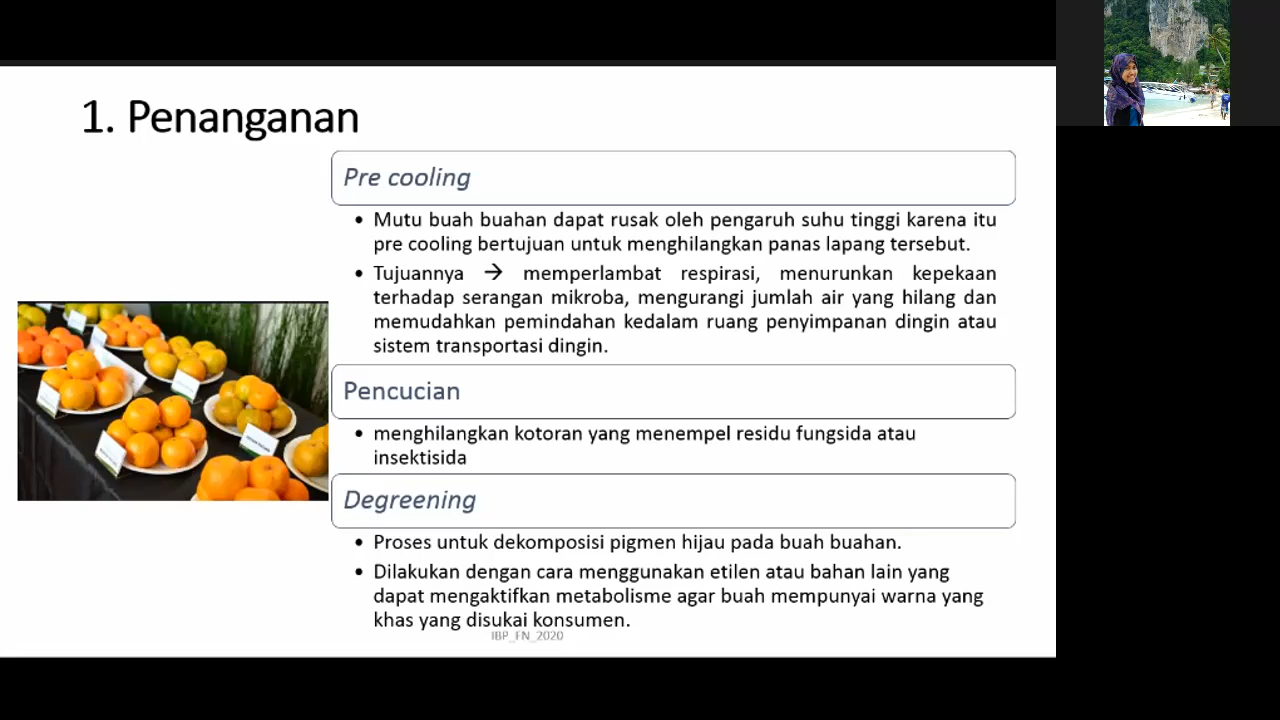 1. Penanganan
Pre cooling
• Mutu buah buahan dapat rusak oleh pengaruh suhu tinggi karena itu
pre cooling bertujuan untuk menghilangkan panas lapang tersebut.
• Tujuannya → memperlambat respirasi, menurunkan kepekaan
terhadap serangan mikroba, mengurangi jumlah air yang hilang dan
memudahkan pemindahan kedalam ruang penyimpanan dingin atau
sistem transportasi dingin.
Pencucian
• menghilangkan kotoran yang menempel residu fungsida atau
insektisida
Degreening
• Proses untuk dekomposisi pigmen hijau pada buah buahan.
• Dilakukan dengan cara menggunakan etilen atau bahan lain yang
dapat mengaktifkan metabolisme agar buah mempunyai warna yang
khas yang disukai konsumen.
IBP_FN_2020